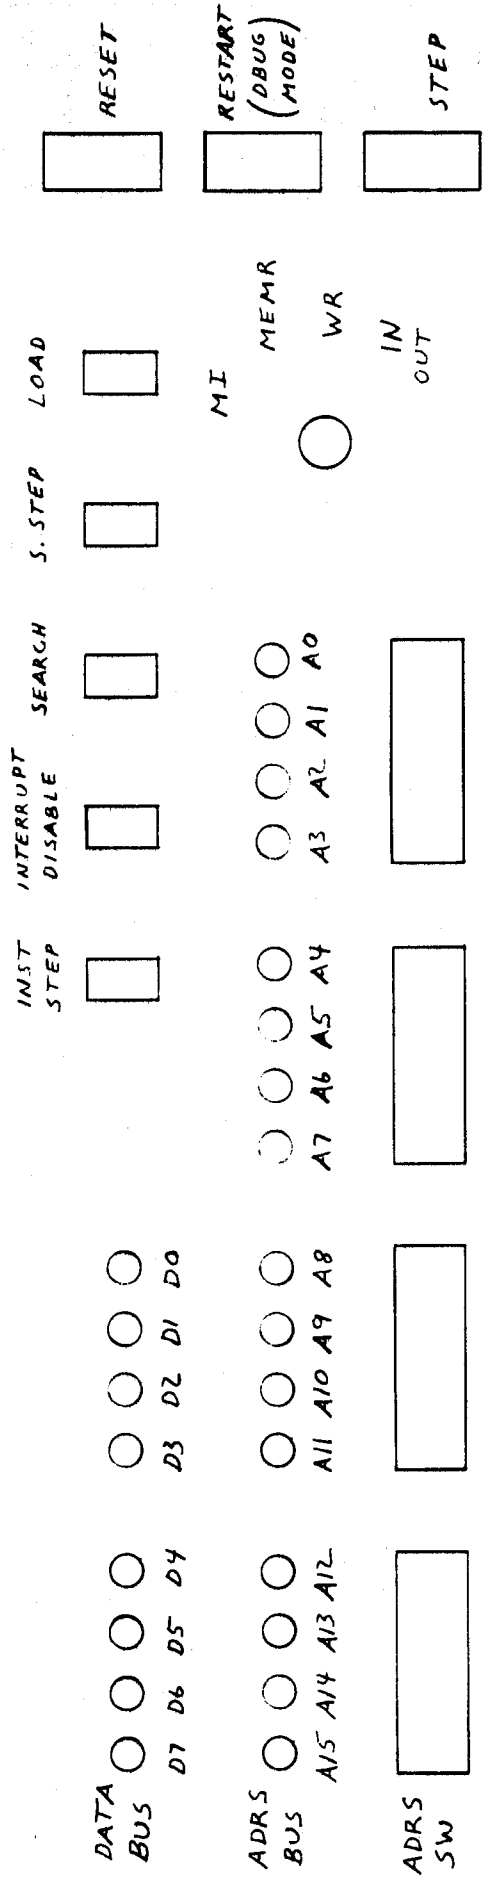 INST
STEP
INTERRUPT
DISABLE
SEARCH
S. STEP
LOAD
RESET
DATA
BUS
D7 D6 D5 D4 D3 D2 D1 D0
MI
MEMR
WR
IN
OUT
RESTART
(DBUG
MODE)
ADRS
BUS
A15 A14 A13 A12 A11 A10 A9 A8 A7 A6 A5 A4 A3 A2 A1 A0
ADRS
SW
STEP